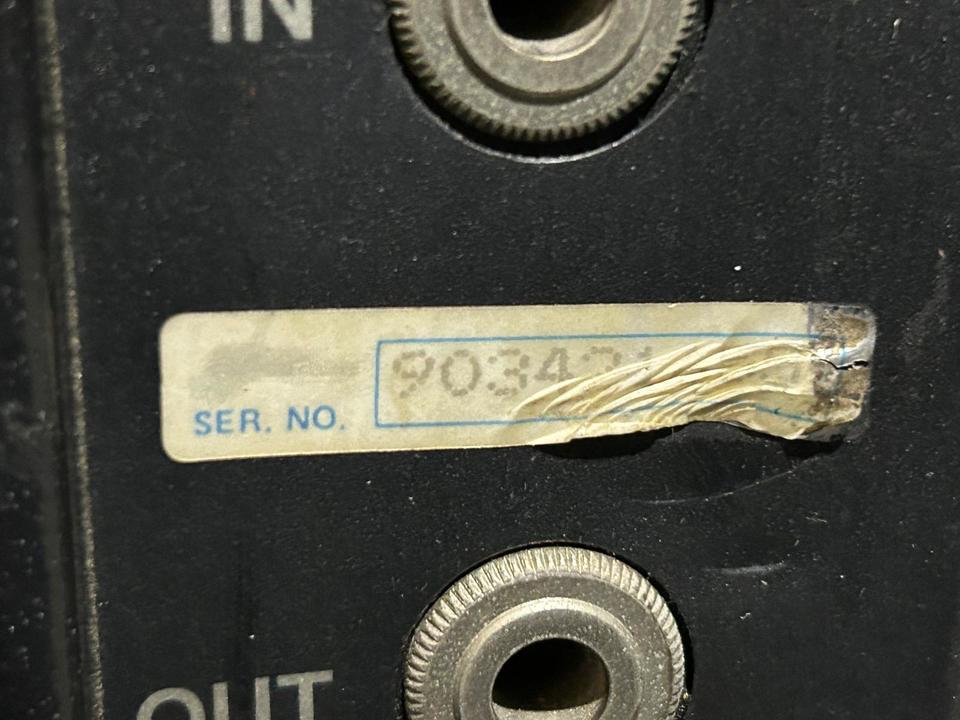 IN
SER. NO. 9034
OUT